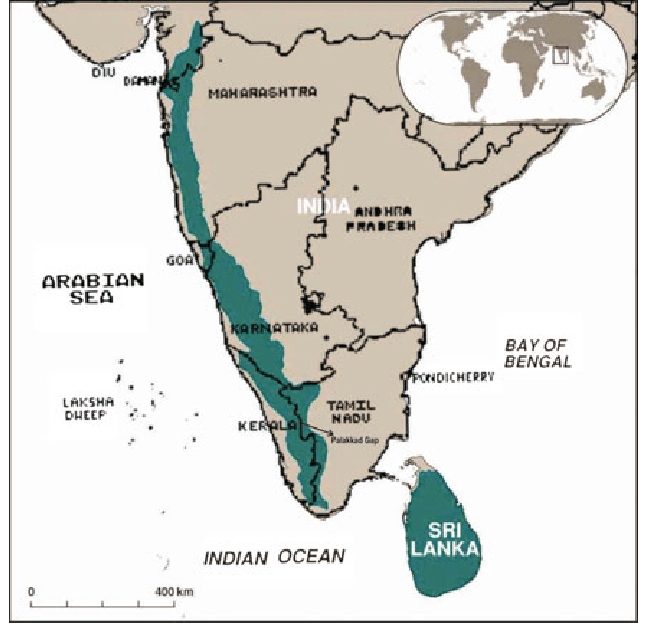 DIU
DAMAN
MAHARASHTRA
INDIA
ANDHRA
PRADESH
GOA
ARABIAN
SEA
KARNATAKA
BAY OF
BENGAL
PONDICHERRY
LAKSHA
DWEEP
TAMIL
NADU
KERALA
Palakkad Gap
SRI
LANKA
INDIAN OCEAN
0 400 km